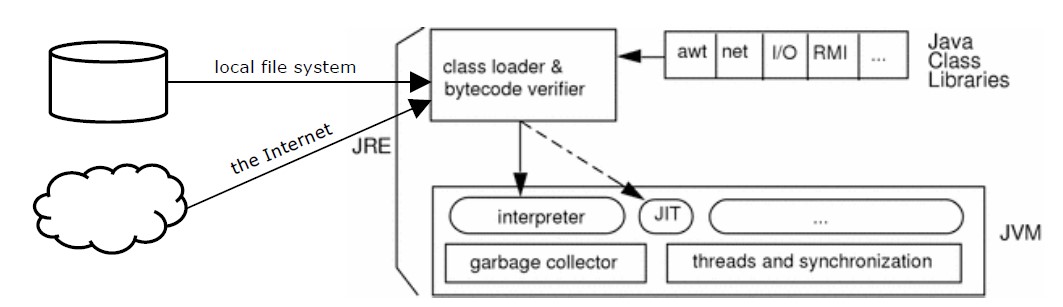 local file system
the Internet
JRE
class loader &
bytecode verifier
awt net I/O RMI ...
Java
Class
Libraries
interpreter JIT ...
garbage collector threads and synchronization
JVM